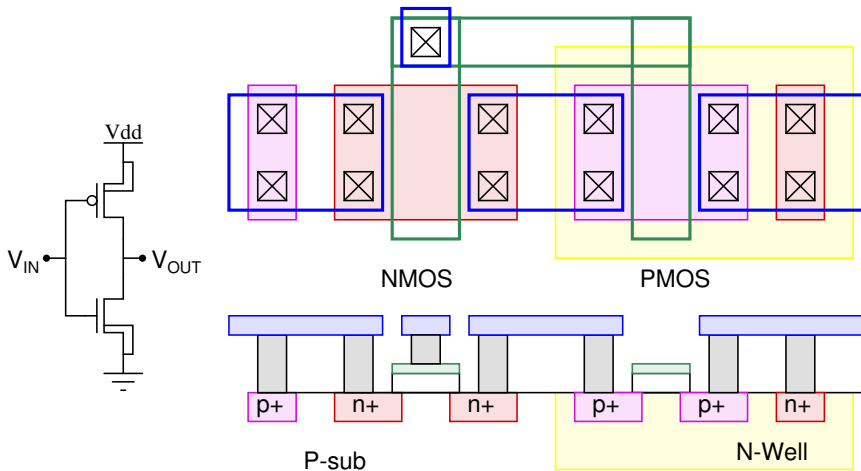 Vdd
V_IN
V_OUT
NMOS
PMOS
p+
n+
n+
p+
p+
n+
P-sub
N-Well